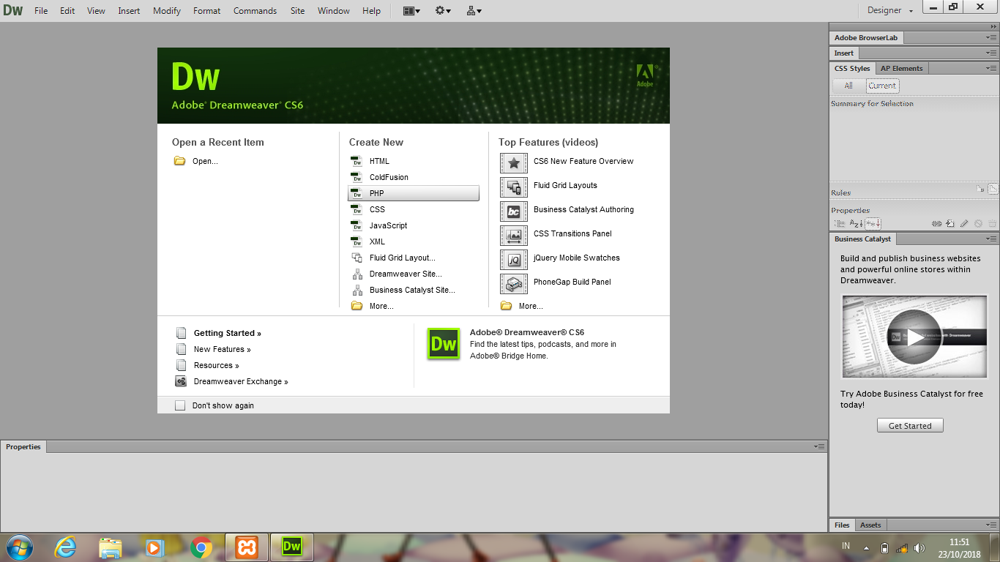 Dw File Edit View Insert Modify Format Commands Site Window Help Designer
Dw
Adobe® Dreamweaver® CS6
Adobe
Open a Recent Item
Open...
Create New
HTML
ColdFusion
PHP
CSS
JavaScript
XML
Fluid Grid Layout...
Dreamweaver Site...
Business Catalyst Site...
More...
Top Features (videos)
CS6 New Feature Overview
Fluid Grid Layouts
bc Business Catalyst Authoring
CSS Transitions Panel
jQ jQuery Mobile Swatches
PhoneGap Build Panel
More...
Getting Started »
New Features »
Resources »
Dreamweaver Exchange »
Dw
Adobe® Dreamweaver® CS6
Find the latest tips, podcasts, and more in
Adobe® Bridge Home.
Don't show again
Properties
Adobe BrowserLab
Insert
CSS Styles AP Elements
All Current
Summary for Selection
Rules
Properties
Business Catalyst
Build and publish business websites
and powerful online stores within
Dreamweaver.
Try Adobe Business Catalyst for free
today!
Get Started
Files Assets
Dw
IN
11:51
23/10/2018